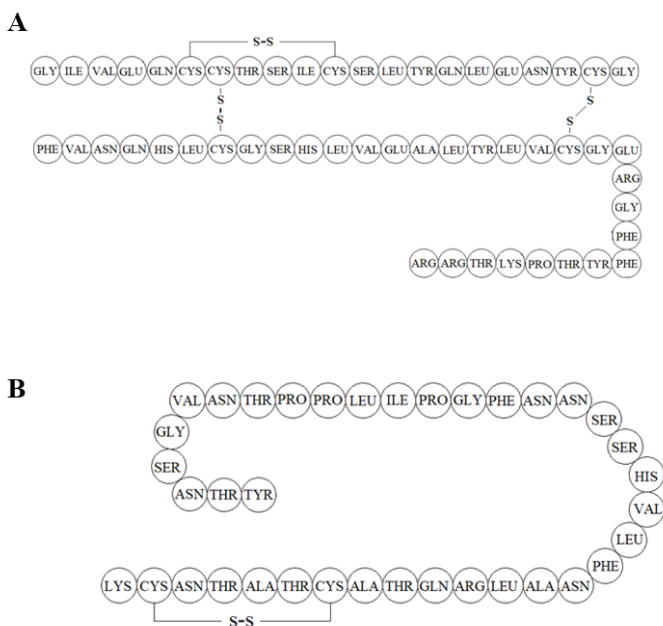 A
S-S
GLY ILE VAL GLU GLN CYS CYS THR SER ILE CYS SER LEU TYR GLN LEU GLU ASN TYR CYS GLY
S-S
S S
PHE VAL ASN GLN HIS LEU CYS GLY SER HIS LEU VAL GLU ALA LEU TYR LEU VAL CYS GLY GLU
ARG
GLY
PHE
ARG ARG THR LYS PRO THR TYR PHE
B
VAL ASN THR PRO PRO LEU ILE PRO GLY PHE ASN ASN
GLY SER
SER
SER HIS
ASN THR TYR VAL
LEU
PHE
LYS CYS ASN THR ALA THR CYS ALA THR GLN ARG LEU ALA ASN
S-S